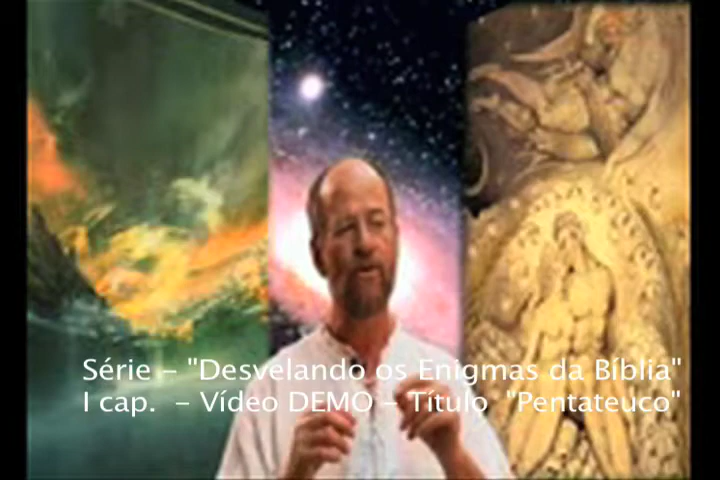 Série - "Desvelando os Enigmas da Bíblia"
I cap.  - Vídeo DEMO - Título  "Pentateuco"